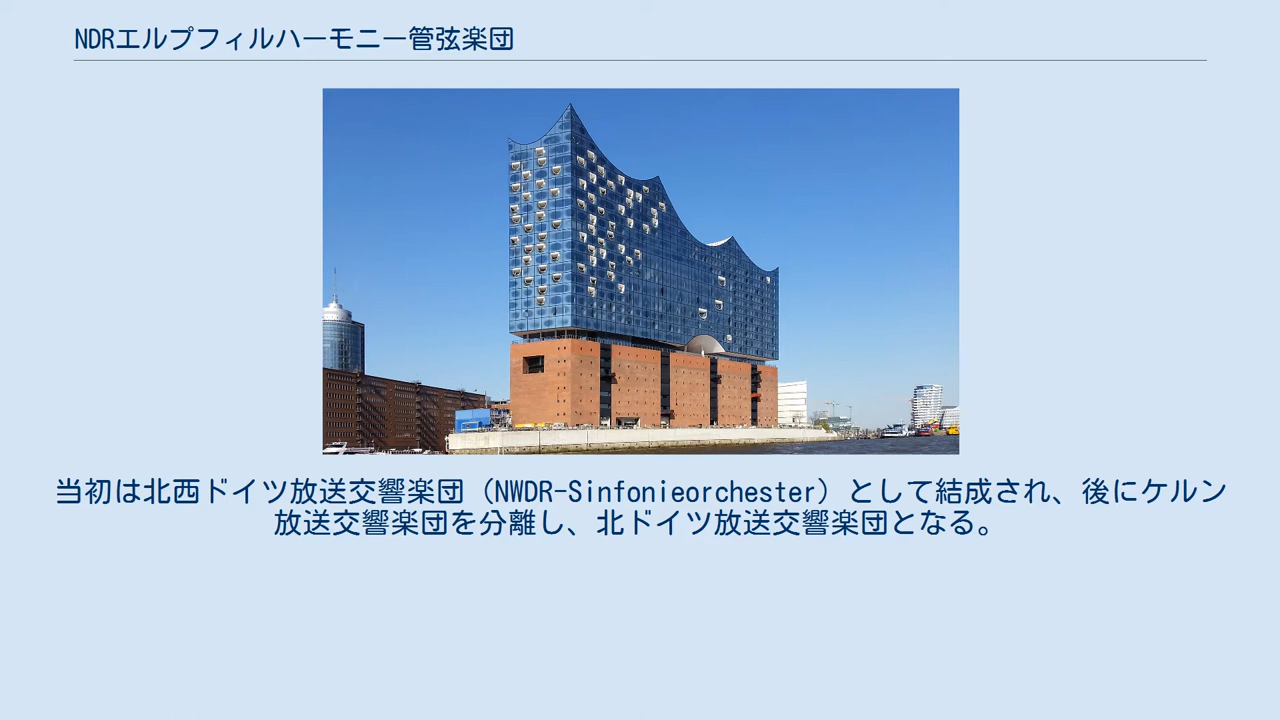 NDRエルプフィルハーモニー管弦楽団
当初は北西ドイツ放送交響楽団（NWDR-Sinfonieorchester）として結成され、後にケルン
放送交響楽団を分離し、北ドイツ放送交響楽団となる。